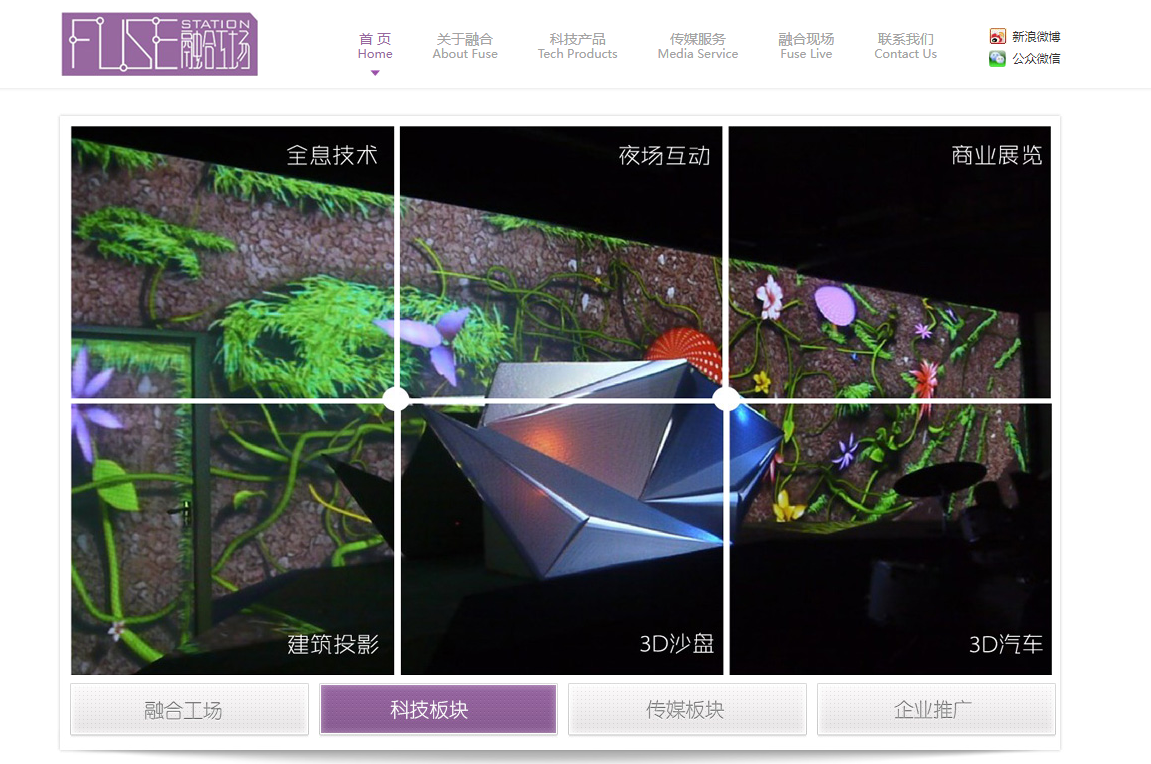 FUSE STATION 融合工场
首 页
Home
关于融合
About Fuse
科技产品
Tech Products
传媒服务
Media Service
融合现场
Fuse Live
联系我们
Contact Us
新浪微博
公众微信
全息技术
夜场互动
商业展览
建筑投影
3D沙盘
3D汽车
融合工场
科技板块
传媒板块
企业推广